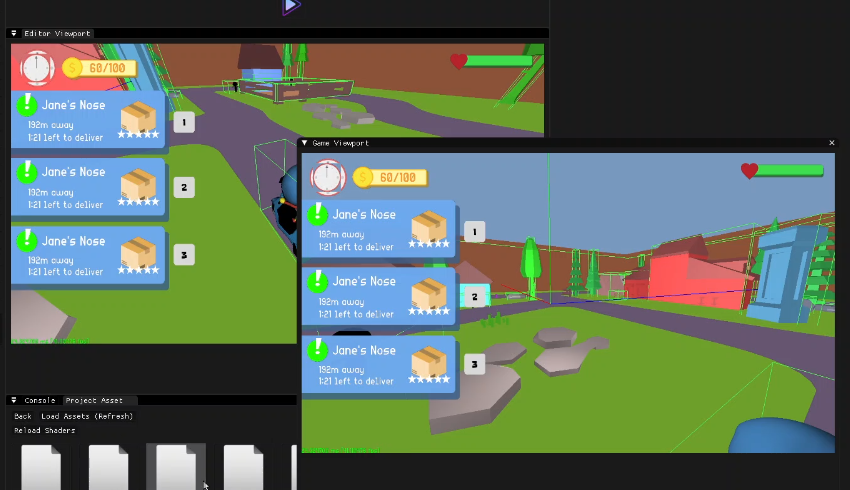 Editor Viewport
60/100
Jane's Nose
192m away
1:21 left to deliver
1
Jane's Nose
192m away
1:21 left to deliver
2
Jane's Nose
192m away
1:21 left to deliver
3
Game Viewport
60/100
Jane's Nose
192m away
1:21 left to deliver
1
Jane's Nose
192m away
1:21 left to deliver
2
Jane's Nose
192m away
1:21 left to deliver
3
Console Project Asset
Back Load Assets (Refresh)
Reload Shaders